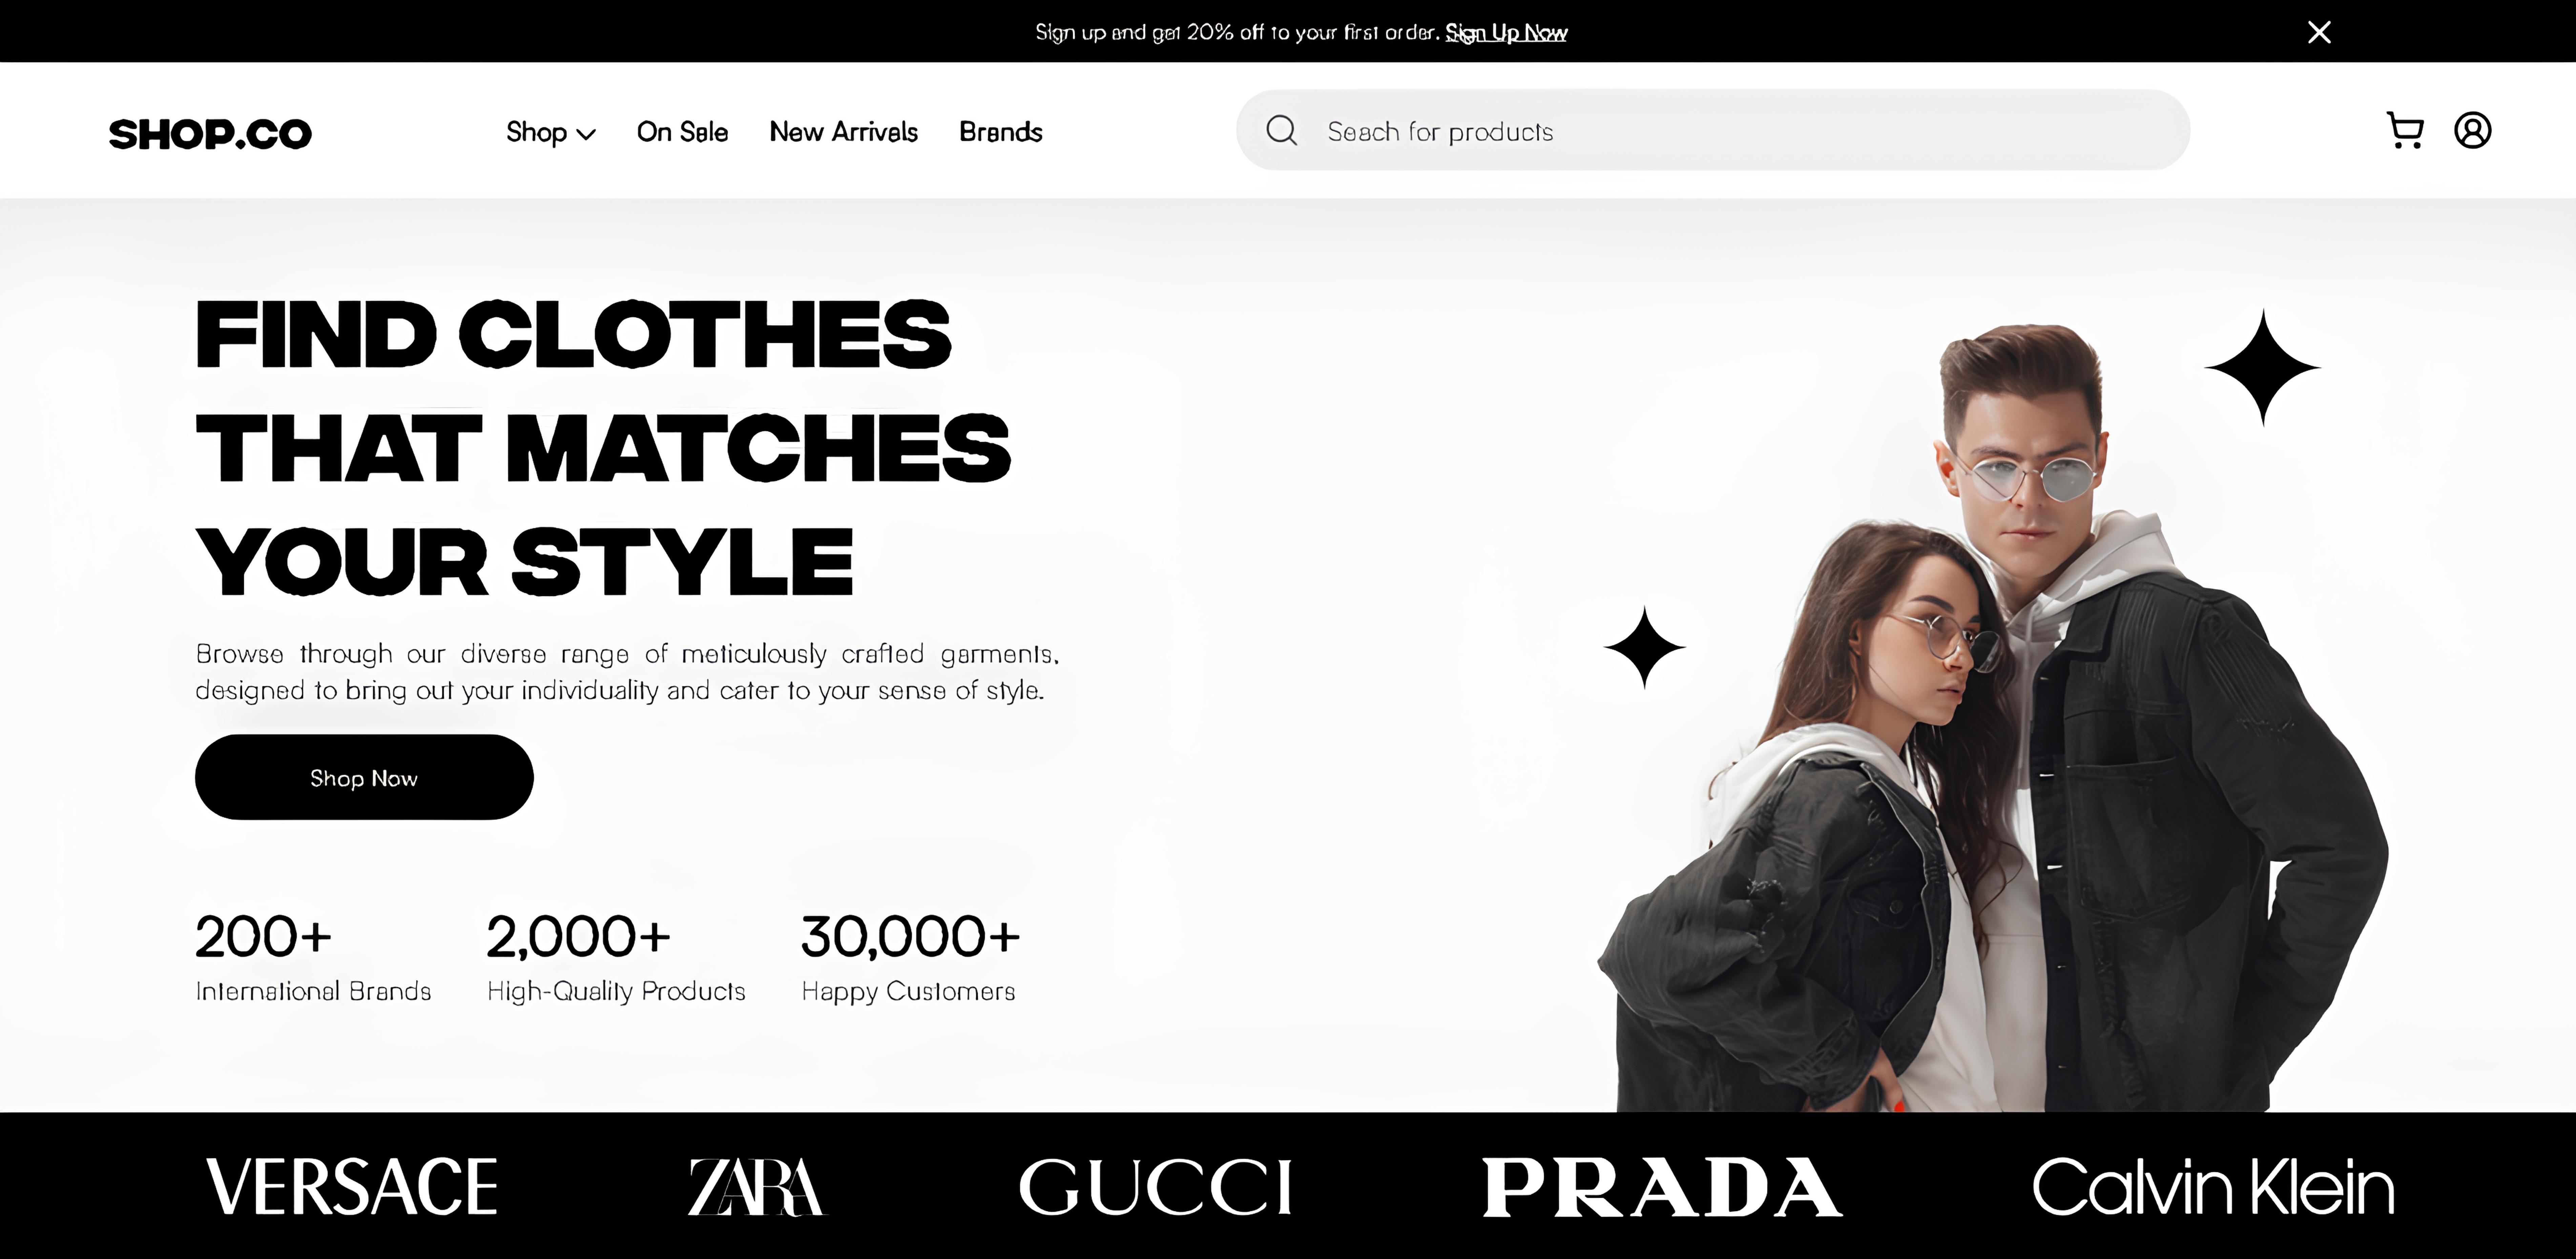 Sign up and get 20% off to your first order. Sign Up Now
SHOP.CO
Shop
On Sale
New Arrivals
Brands
Seach for products
FIND CLOTHES
THAT MATCHES
YOUR STYLE
Browse through our diverse range of meticulously crafted garments,
designed to bring out your individuality and cater to your sense of style.
Shop Now
200+
International Brands
2,000+
High-Quality Products
30,000+
Happy Customers
VERSACE
ZARA
GUCCI
PRADA
Calvin Klein